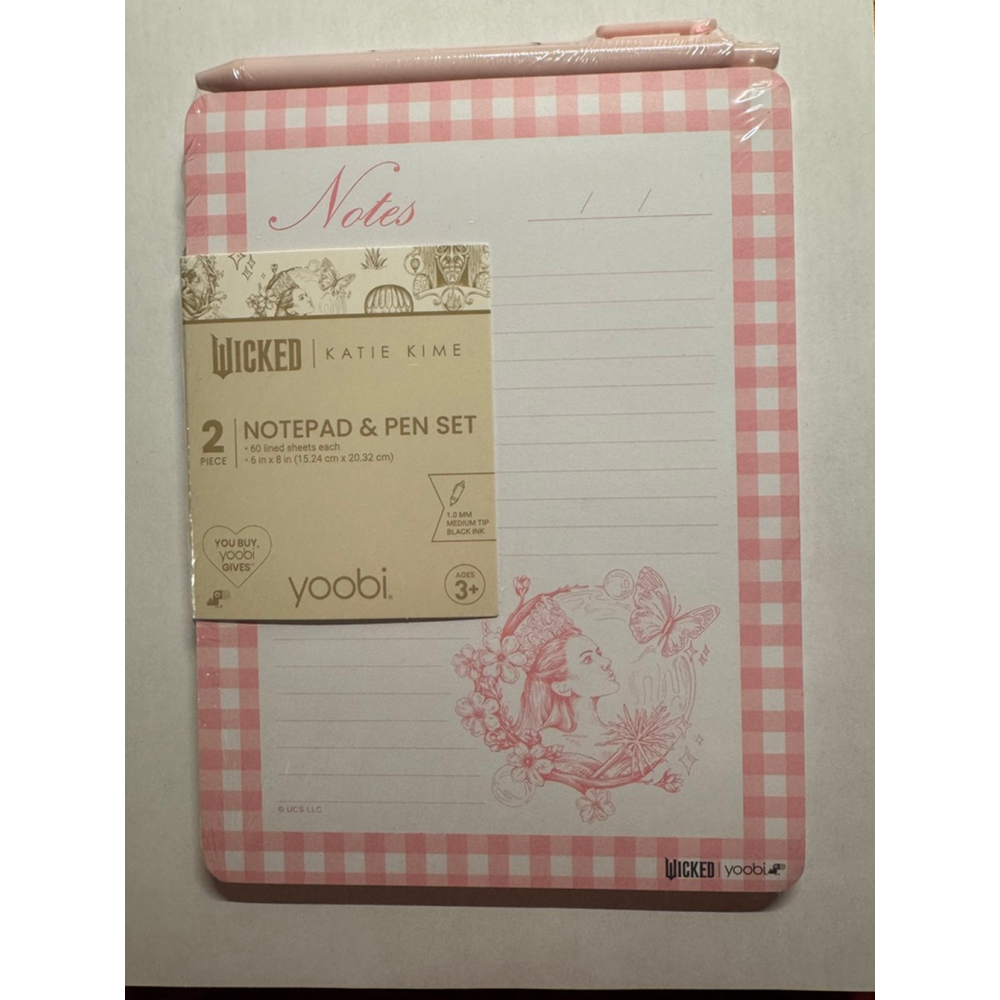 Notes
/ /
WICKED | KATIE KIME
2 PIECE
NOTEPAD & PEN SET
• 60 lined sheets each
• 6 in x 8 in (15.24 cm x 20.32 cm)
1.0 MM
MEDIUM TIP
BLACK INK
YOU BUY,
yoobi
GIVES™
yoobi®
AGES
3+
© UCS LLC
WICKED | yoobi